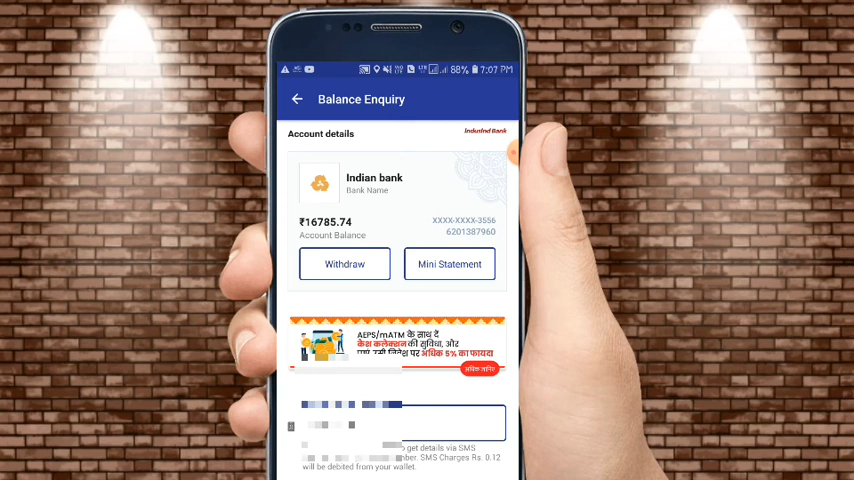 88% 7:07 PM
Balance Enquiry
Account details
IndusInd Bank
Indian bank
Bank Name
₹16785.74
XXXX-XXXX-3556
Account Balance
6201387960
Withdraw
Mini Statement
AEPS/mATM के साथ दें
कैश कलेक्शन की सुविधा, और
पर अधिक 5% का फायदा
अधिक जानिए
get details via SMS
SMS Charges Rs. 0.12
will be debited from your wallet.